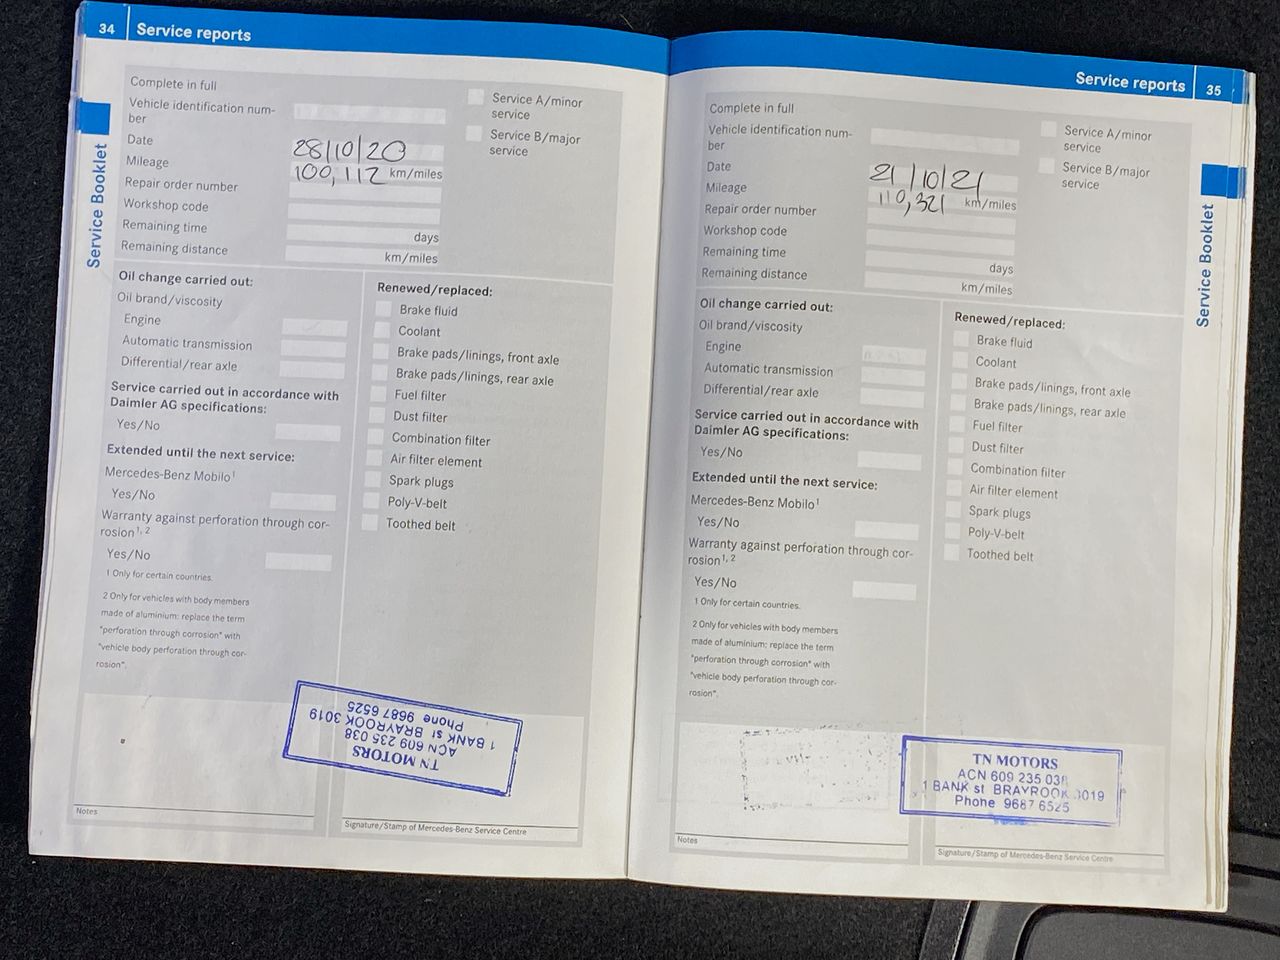 34 Service reports
Complete in full
Vehicle identification num-
ber
Date 28/10/20
Mileage 100,112 km/miles
Repair order number
Workshop code
Remaining time days
Remaining distance km/miles
Service A/minor
service
Service B/major
service
Service Booklet
Oil change carried out:
Oil brand/viscosity
Engine
Automatic transmission
Differential/rear axle
Service carried out in accordance with
Daimler AG specifications:
Yes/No
Extended until the next service:
Mercedes-Benz Mobilo¹
Yes/No
Warranty against perforation through cor-
rosion¹,²
Yes/No
1 Only for certain countries.
2 Only for vehicles with body members
made of aluminium: replace the term
"perforation through corrosion" with
"vehicle body perforation through cor-
rosion".
Renewed/replaced:
Brake fluid
Coolant
Brake pads/linings, front axle
Brake pads/linings, rear axle
Fuel filter
Dust filter
Combination filter
Air filter element
Spark plugs
Poly-V-belt
Toothed belt
TN MOTORS
ACN 609 235 038
1 BANK st BRAYROOK 3019
Phone 9687 6525
Notes
Signature/Stamp of Mercedes-Benz Service Centre
Service reports 35
Complete in full
Vehicle identification num-
ber
Date 21/10/21
Mileage 110,321 km/miles
Repair order number
Workshop code
Remaining time days
Remaining distance km/miles
Service A/minor
service
Service B/major
service
Service Booklet
Oil change carried out:
Oil brand/viscosity
Engine
Automatic transmission
Differential/rear axle
Service carried out in accordance with
Daimler AG specifications:
Yes/No
Extended until the next service:
Mercedes-Benz Mobilo¹
Yes/No
Warranty against perforation through cor-
rosion¹,²
Yes/No
1 Only for certain countries.
2 Only for vehicles with body members
made of aluminium; replace the term
"perforation through corrosion" with
"vehicle body perforation through cor-
rosion".
Renewed/replaced:
Brake fluid
Coolant
Brake pads/linings, front axle
Brake pads/linings, rear axle
Fuel filter
Dust filter
Combination filter
Air filter element
Spark plugs
Poly-V-belt
Toothed belt
TN MOTORS
ACN 609 235 038
1 BANK st BRAYROOK 3019
Phone 9687 6525
Notes
Signature/Stamp of Mercedes-Benz Service Centre